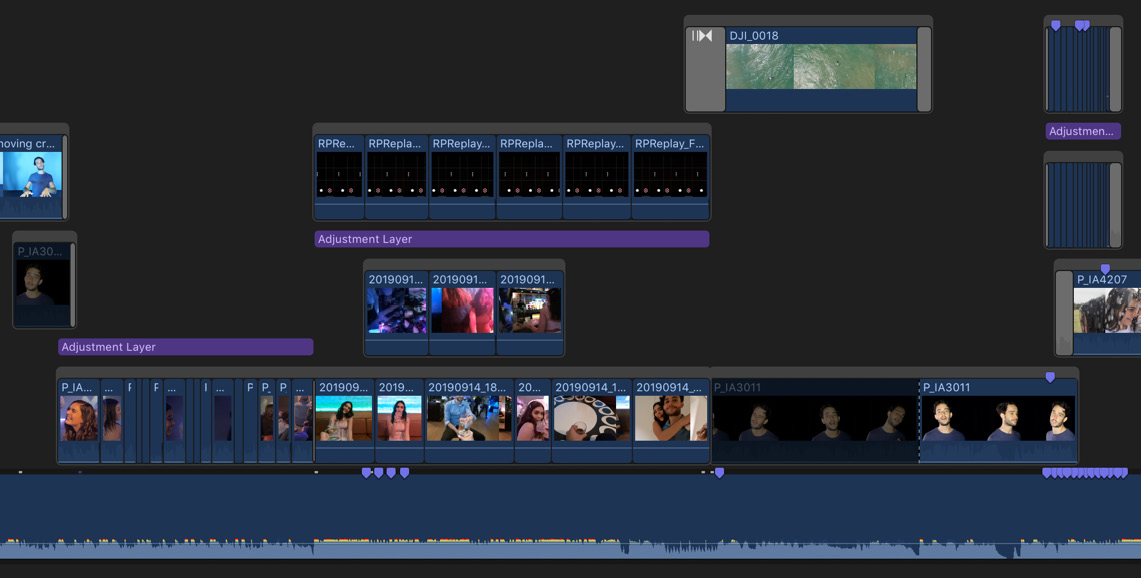 DJI_0018
Adjustmen...
noving cr...
RPRe...
RPRepla...
RPReplay...
RPRepla...
RPReplay...
RPReplay_F...
P_IA30...
Adjustment Layer
2019091...
2019091...
2019091...
P_IA4207
Adjustment Layer
P_IA...
...
P
...
P
P_
P
...
201909...
2019...
20190914_18...
20...
20190914_1...
20190914_...
P_IA3011
P_IA3011